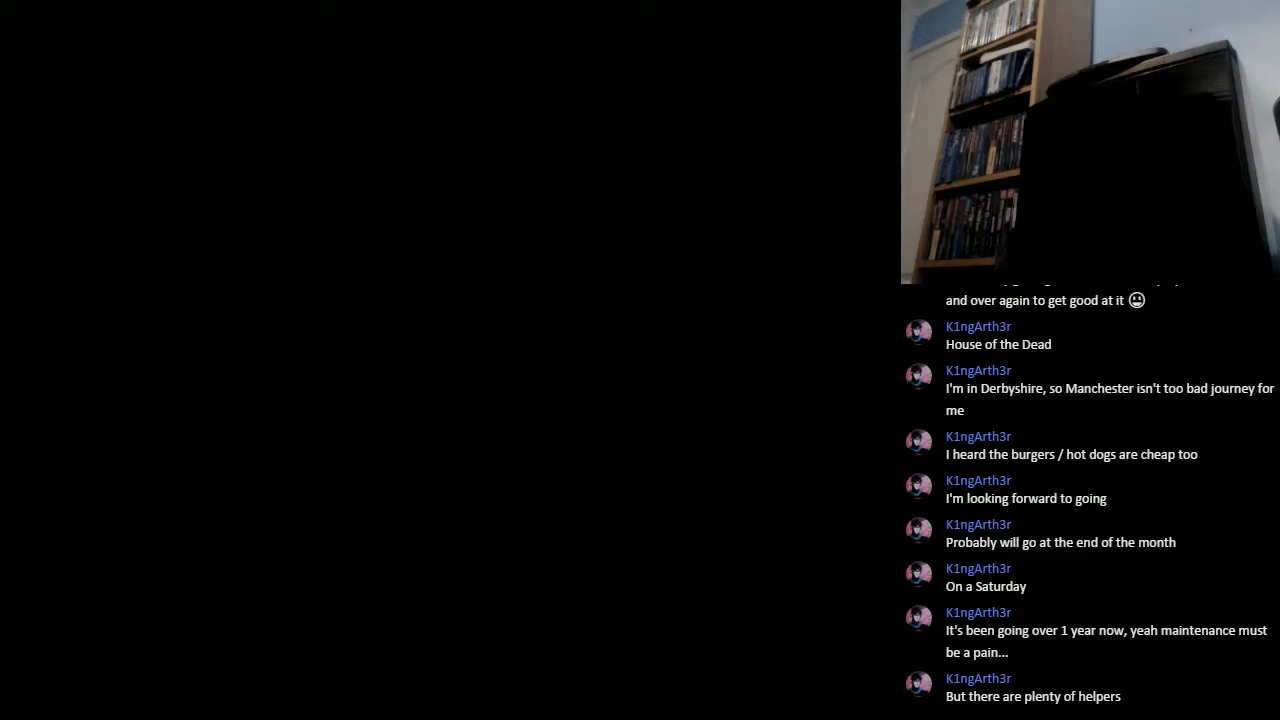 and over again to get good at it 😃
K1ngArth3r
House of the Dead
K1ngArth3r
I'm in Derbyshire, so Manchester isn't too bad journey for
me
K1ngArth3r
I heard the burgers / hot dogs are cheap too
K1ngArth3r
I'm looking forward to going
K1ngArth3r
Probably will go at the end of the month
K1ngArth3r
On a Saturday
K1ngArth3r
It's been going over 1 year now, yeah maintenance must
be a pain...
K1ngArth3r
But there are plenty of helpers